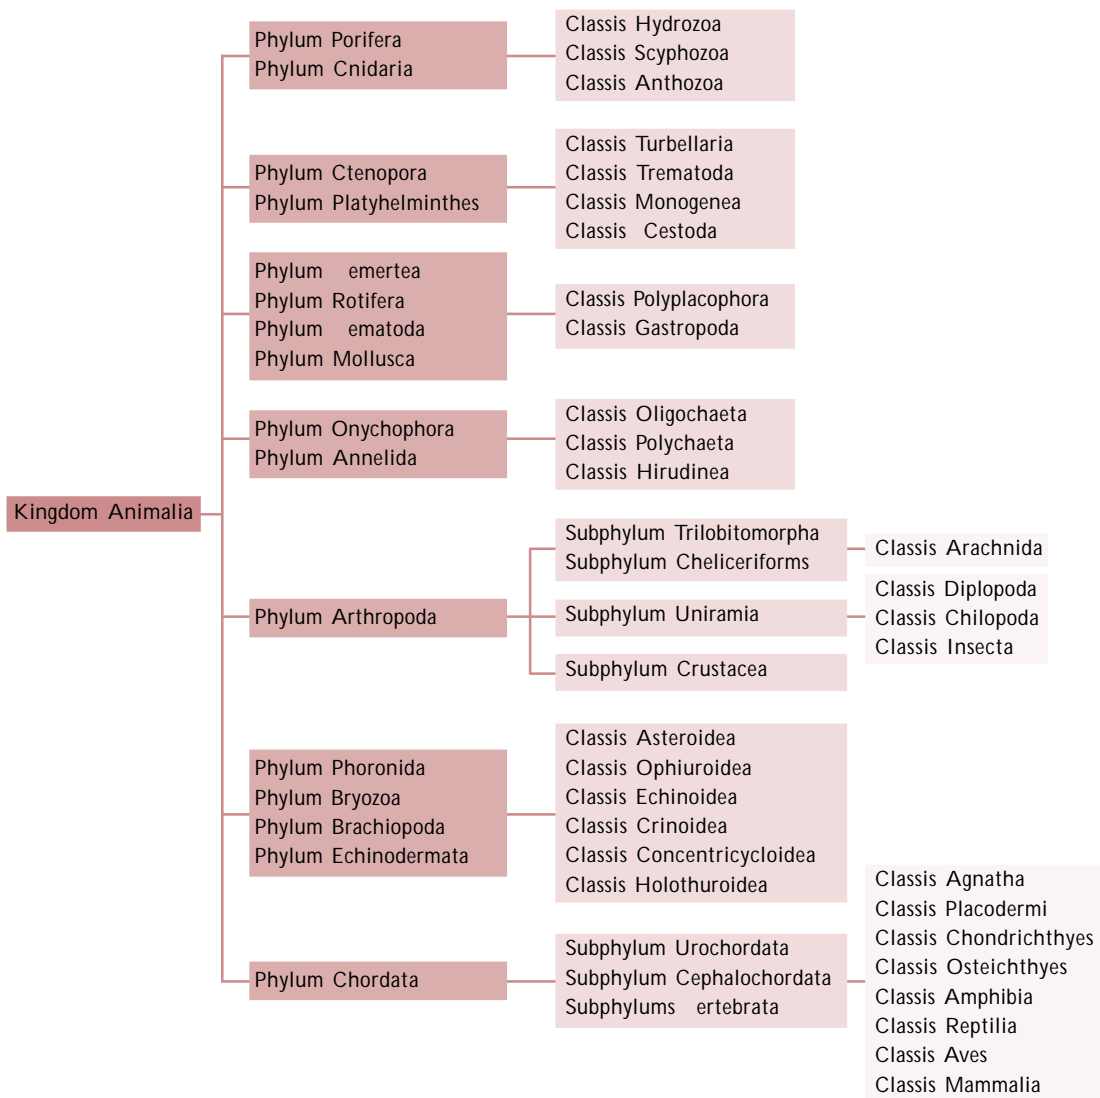 Kingdom Animalia
Phylum Porifera
Phylum Cnidaria
Classis Hydrozoa
Classis Scyphozoa
Classis Anthozoa
Phylum Ctenopora
Phylum Platyhelminthes
Classis Turbellaria
Classis Trematoda
Classis Monogenea
Classis Cestoda
Phylum emertea
Phylum Rotifera
Phylum ematoda
Phylum Mollusca
Classis Polyplacophora
Classis Gastropoda
Phylum Onychophora
Phylum Annelida
Classis Oligochaeta
Classis Polychaeta
Classis Hirudinea
Phylum Arthropoda
Subphylum Trilobitomorpha
Subphylum Cheliceriforms
Classis Arachnida
Subphylum Uniramia
Classis Diplopoda
Classis Chilopoda
Classis Insecta
Subphylum Crustacea
Phylum Phoronida
Phylum Bryozoa
Phylum Brachiopoda
Phylum Echinodermata
Classis Asteroidea
Classis Ophiuroidea
Classis Echinoidea
Classis Crinoidea
Classis Concentricycloidea
Classis Holothuroidea
Phylum Chordata
Subphylum Urochordata
Subphylum Cephalochordata
Subphylums ertebrata
Classis Agnatha
Classis Placodermi
Classis Chondrichthyes
Classis Osteichthyes
Classis Amphibia
Classis Reptilia
Classis Aves
Classis Mammalia